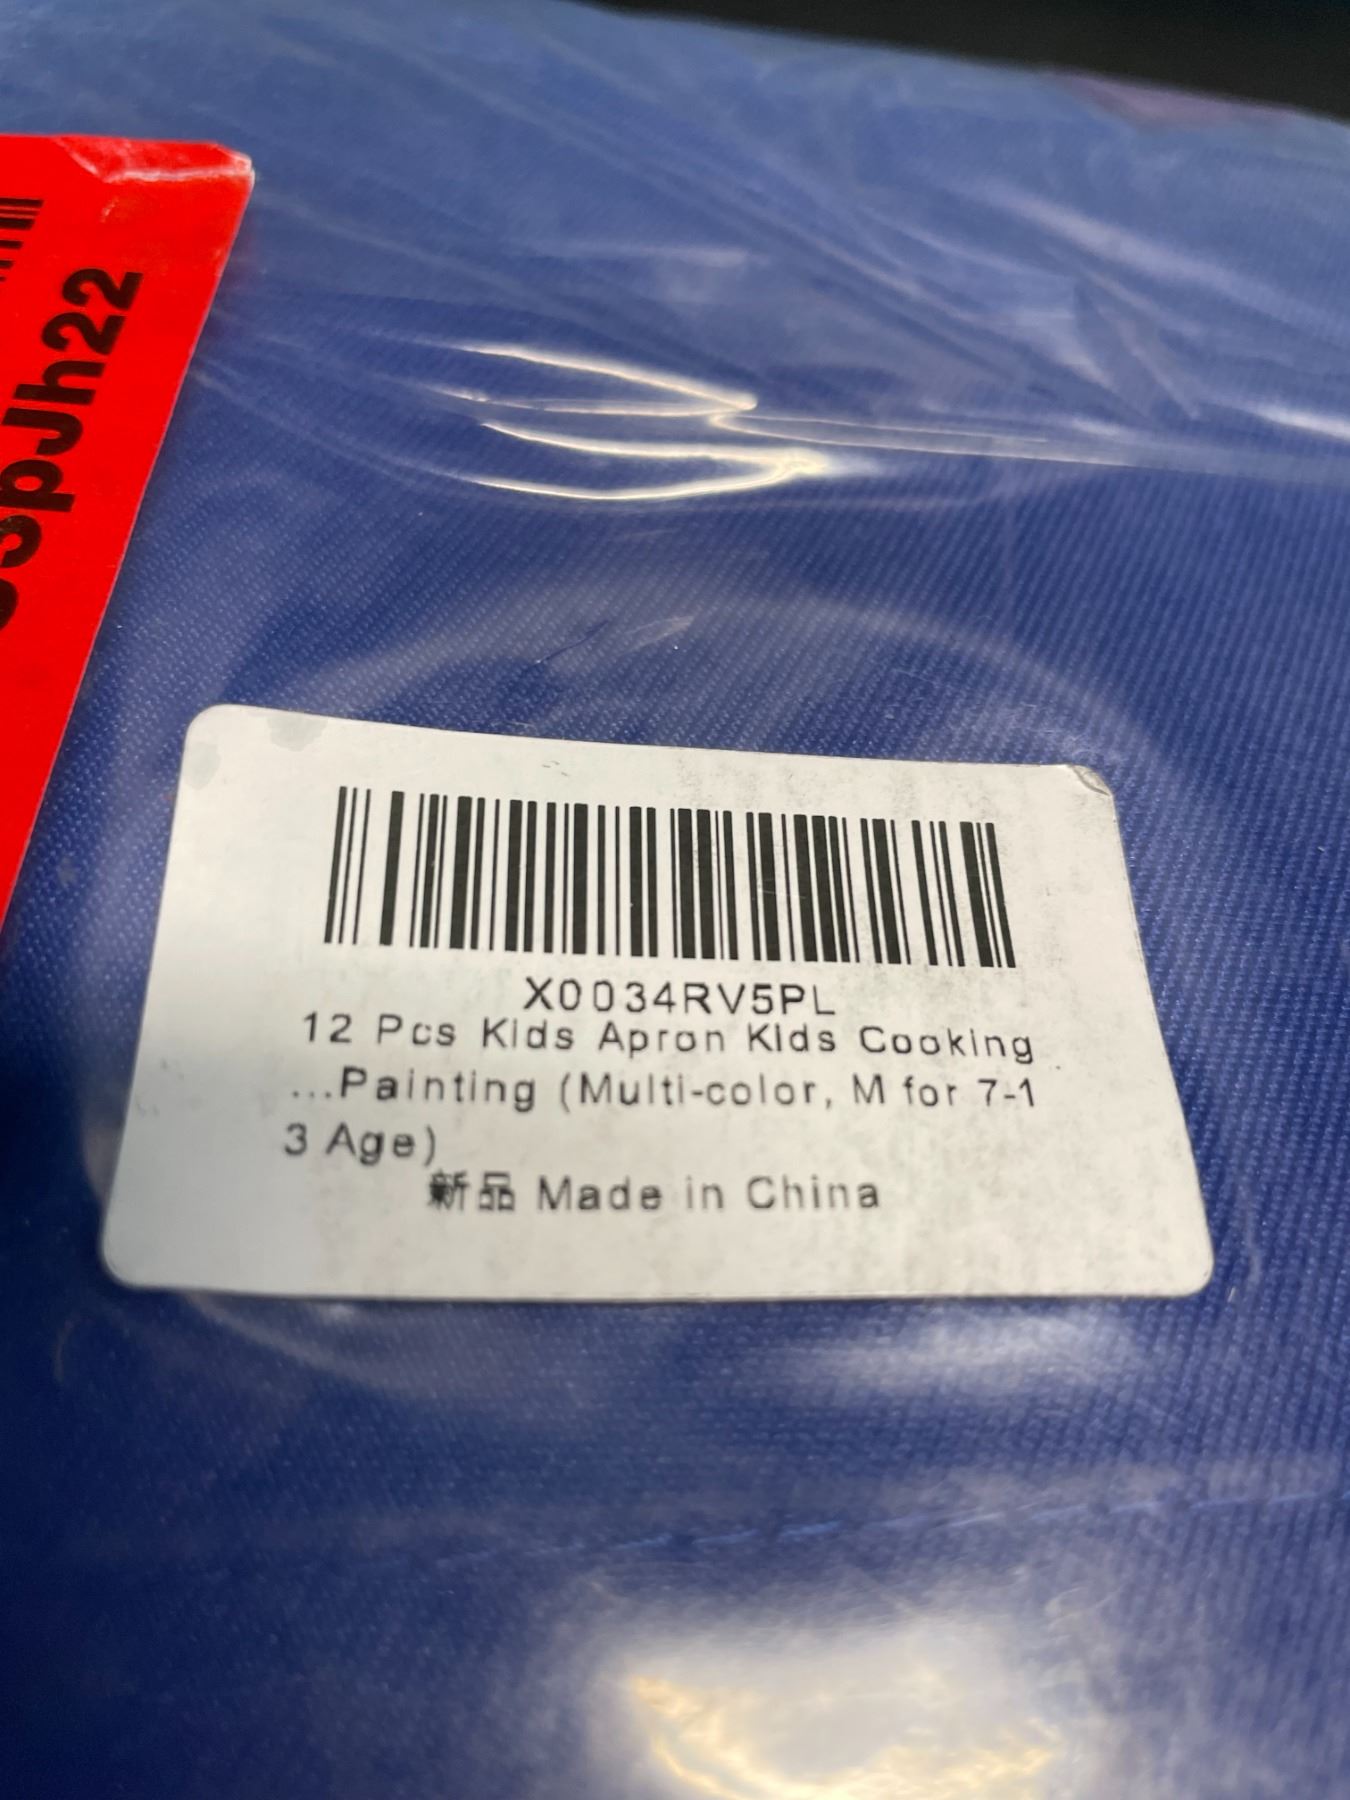 3pJh22
X0034RV5PL
12 Pcs Kids Apron Kids Cooking
...Painting (Multi-color, M for 7-1
3 Age)
新品 Made in China